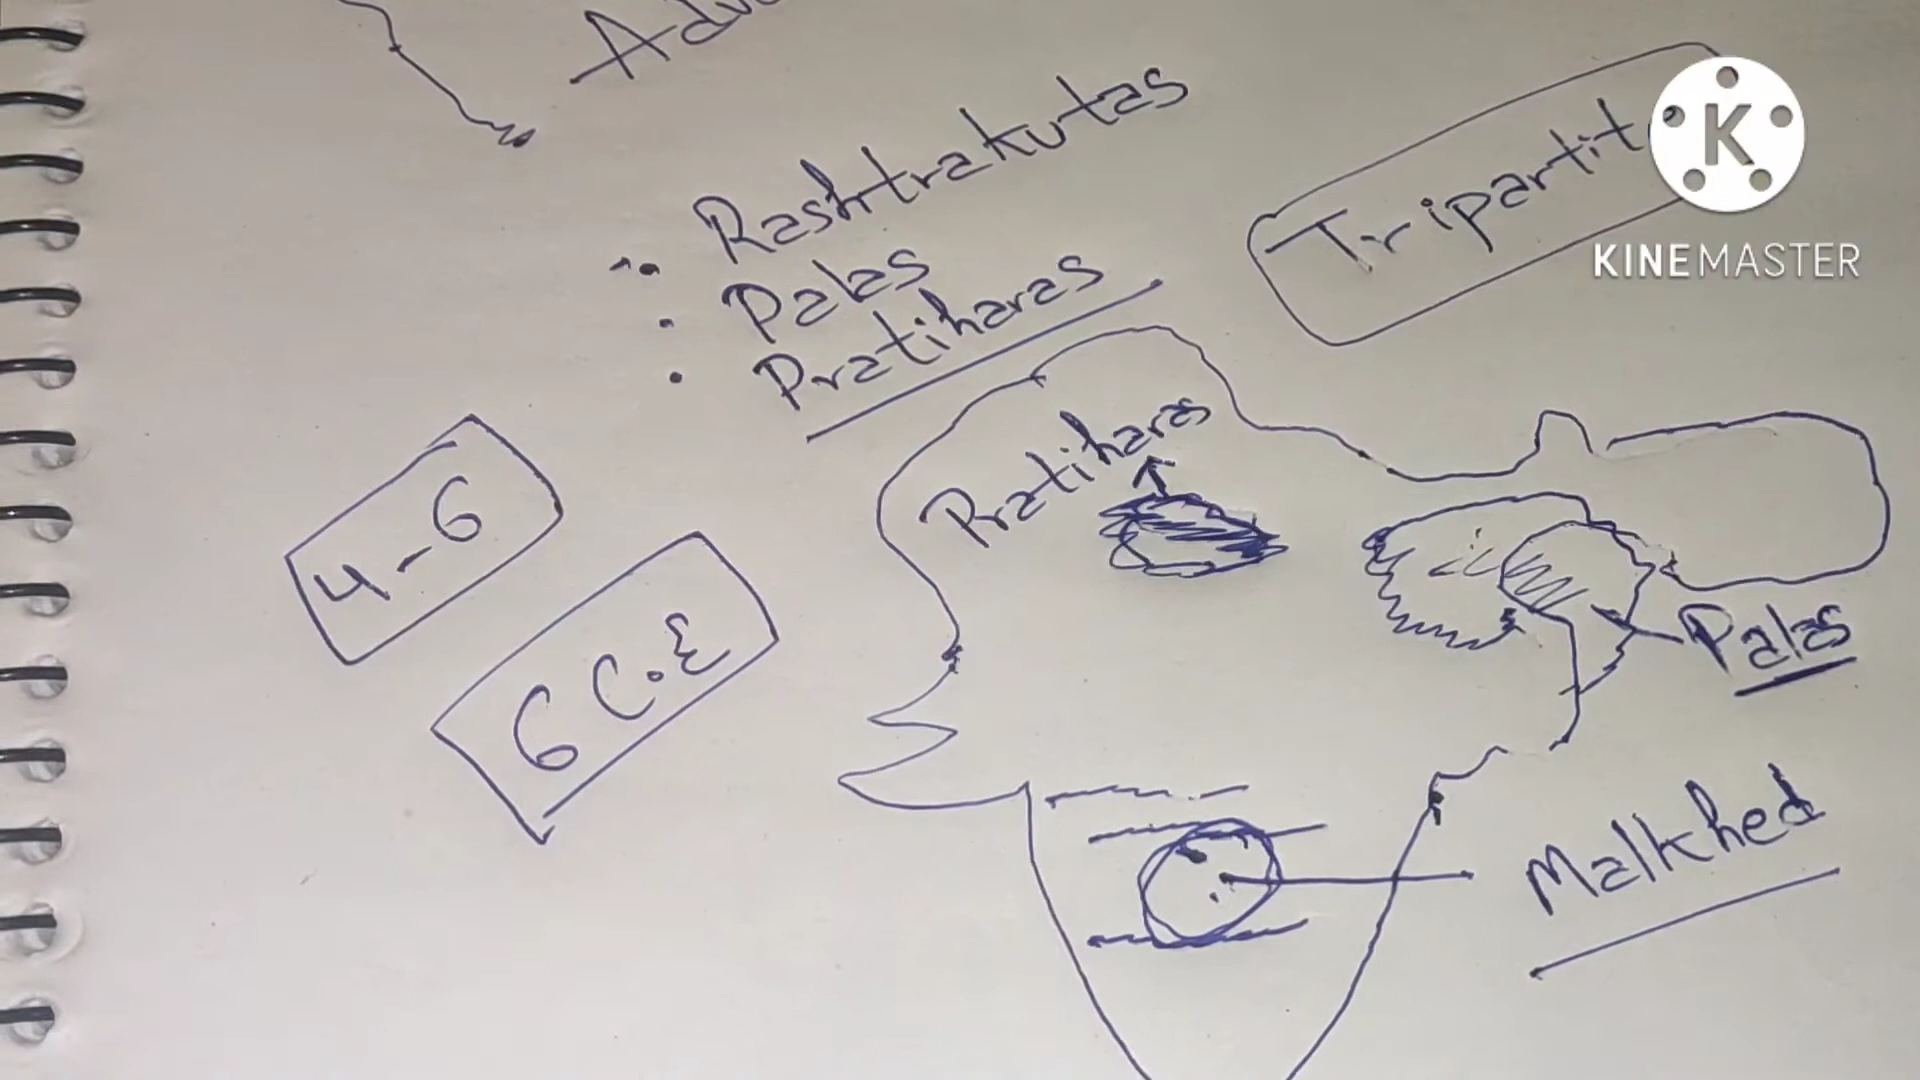 Rashtrakutas
Palas
Pratiharas
Tripartit
K
KINEMASTER
4-6
6 C.E
Pratiharas
Palas
Malkhed